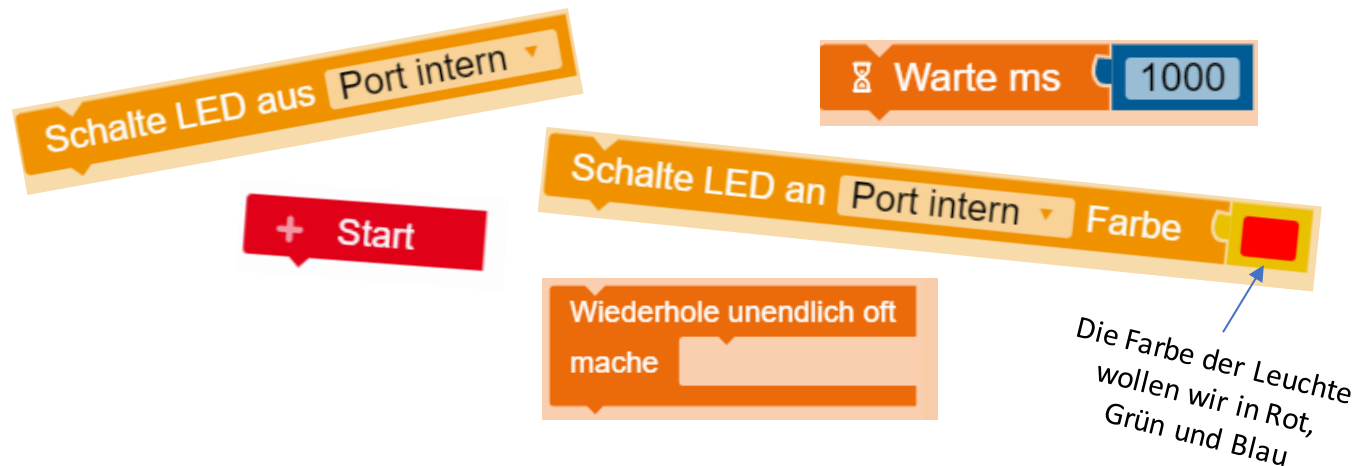 Schalte LED aus Port intern
Warte ms 1000
Schalte LED an Port intern Farbe
+ Start
Wiederhole unendlich oft
mache
Die Farbe der Leuchte
wollen wir in Rot,
Grün und Blau